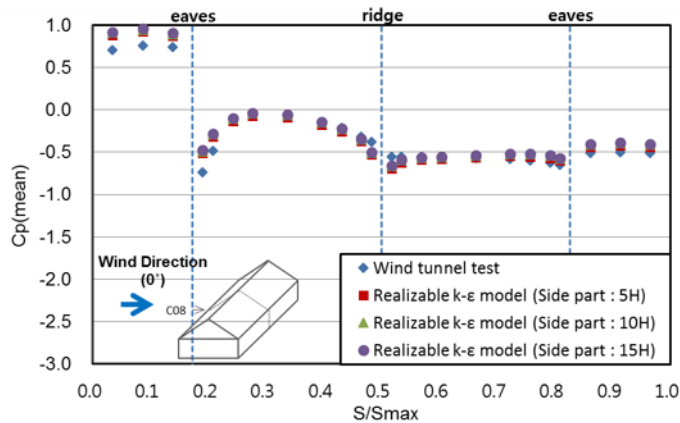 eaves ridge eaves
1.0
0.5
0.0
-0.5
-1.0
-1.5
-2.0
-2.5
-3.0
Cp(mean)
Wind Direction
(0°)
C08
Wind tunnel test
Realizable k-ε model (Side part : 5H)
Realizable k-ε model (Side part : 10H)
Realizable k-ε model (Side part : 15H)
0.0 0.1 0.2 0.3 0.4 0.5 0.6 0.7 0.8 0.9 1.0
S/Smax